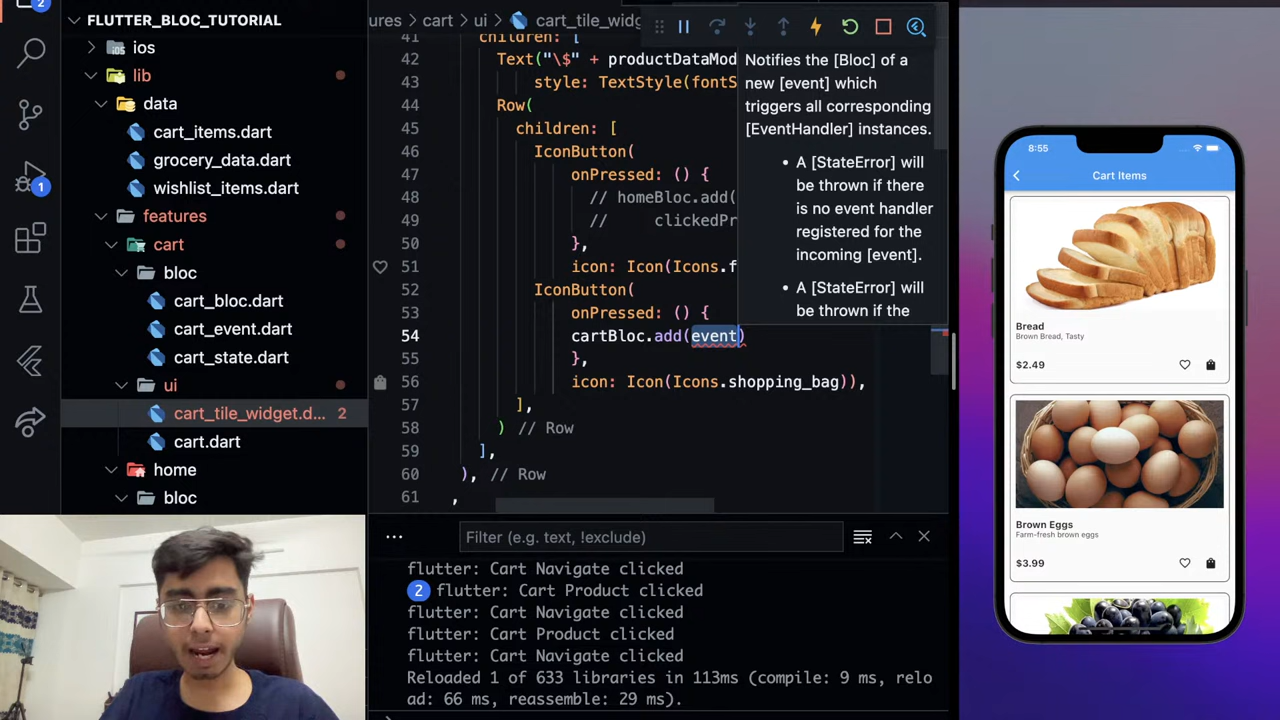 2
FLUTTER_BLOC_TUTORIAL
ios
lib
data
cart_items.dart
grocery_data.dart
wishlist_items.dart
1
features
cart
bloc
cart_bloc.dart
cart_event.dart
cart_state.dart
ui
cart_tile_widget.d... 2
cart.dart
home
bloc
ures > cart > ui > cart_tile_widg
41 children: [
42 Text("\$" + productDataMod
43 style: TextStyle(fontS
44 Row(
45 children: [
46 IconButton(
47 onPressed: () {
48 // homeBloc.add(
49 // clickedPr
50 },
51 icon: Icon(Icons.f
52 IconButton(
53 onPressed: () {
54 cartBloc.add(event)
55 },
56 icon: Icon(Icons.shopping_bag)),
57 ],
58 ) // Row
59 ],
60 ), // Row
61 ,
Notifies the [Bloc] of a
new [event] which
triggers all corresponding
[EventHandler] instances.
• A [StateError] will
be thrown if there
is no event handler
registered for the
incoming [event].
• A [StateError] will
be thrown if the
... Filter (e.g. text, !exclude)
flutter: Cart Navigate clicked
2 flutter: Cart Product clicked
flutter: Cart Navigate clicked
flutter: Cart Product clicked
flutter: Cart Navigate clicked
Reloaded 1 of 633 libraries in 113ms (compile: 9 ms, relo
ad: 66 ms, reassemble: 29 ms).
>
8:55
Cart Items
Bread
Brown Bread, Tasty
$2.49
Brown Eggs
Farm-fresh brown eggs
$3.99